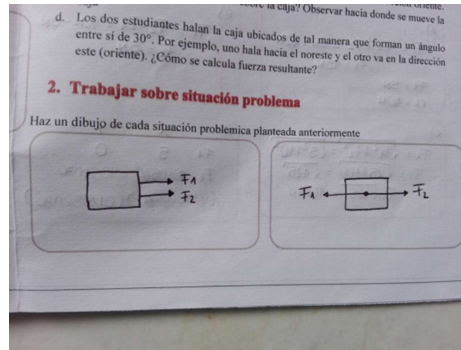 la caja? Observar hacia donde se mueve la
d. Los dos estudiantes halan la caja ubicados de tal manera que forman un ángulo
entre sí de 30°. Por ejemplo, uno hala hacia el noreste y el otro va en la dirección
este (oriente). ¿Cómo se calcula fuerza resultante?
2. Trabajar sobre situación problema
Haz un dibujo de cada situación problemica planteada anteriormente
F1
F2
F1 F2